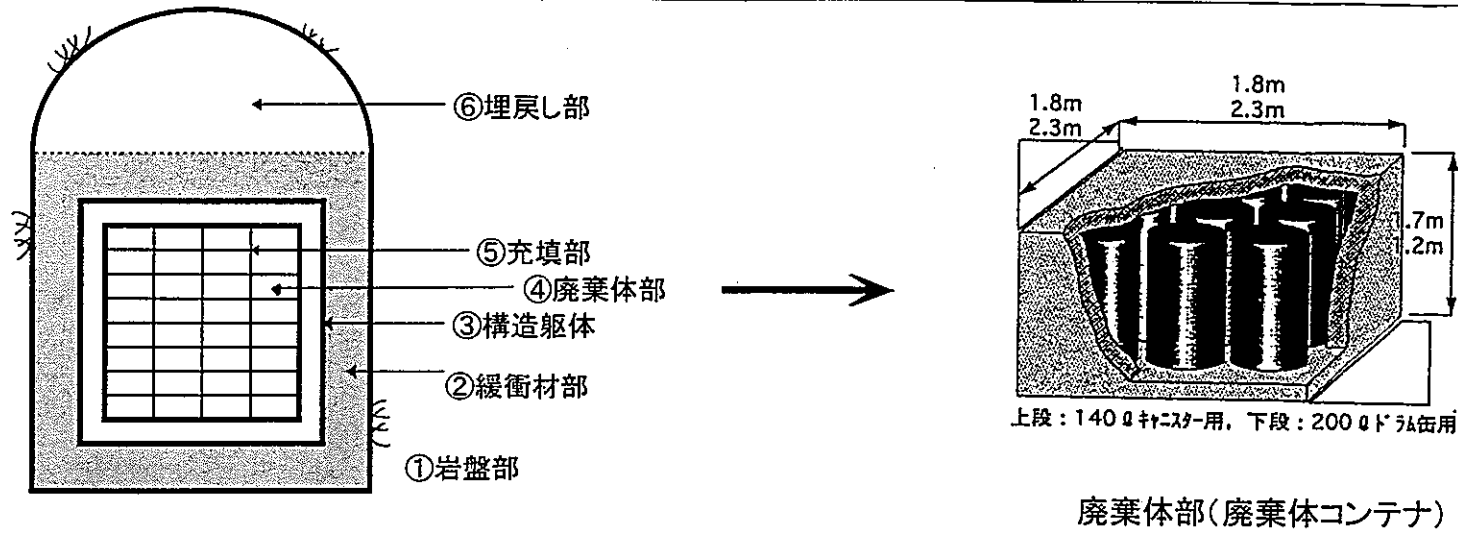 ⑥埋戻し部
⑤充填部
④廃棄体部
③構造躯体
②緩衝材部
①岩盤部
1.8m
2.3m
1.8m
2.3m
1.7m
1.2m
上段：140ℓキャニスター用，下段：200ℓドラム缶用
廃棄体部(廃棄体コンテナ)